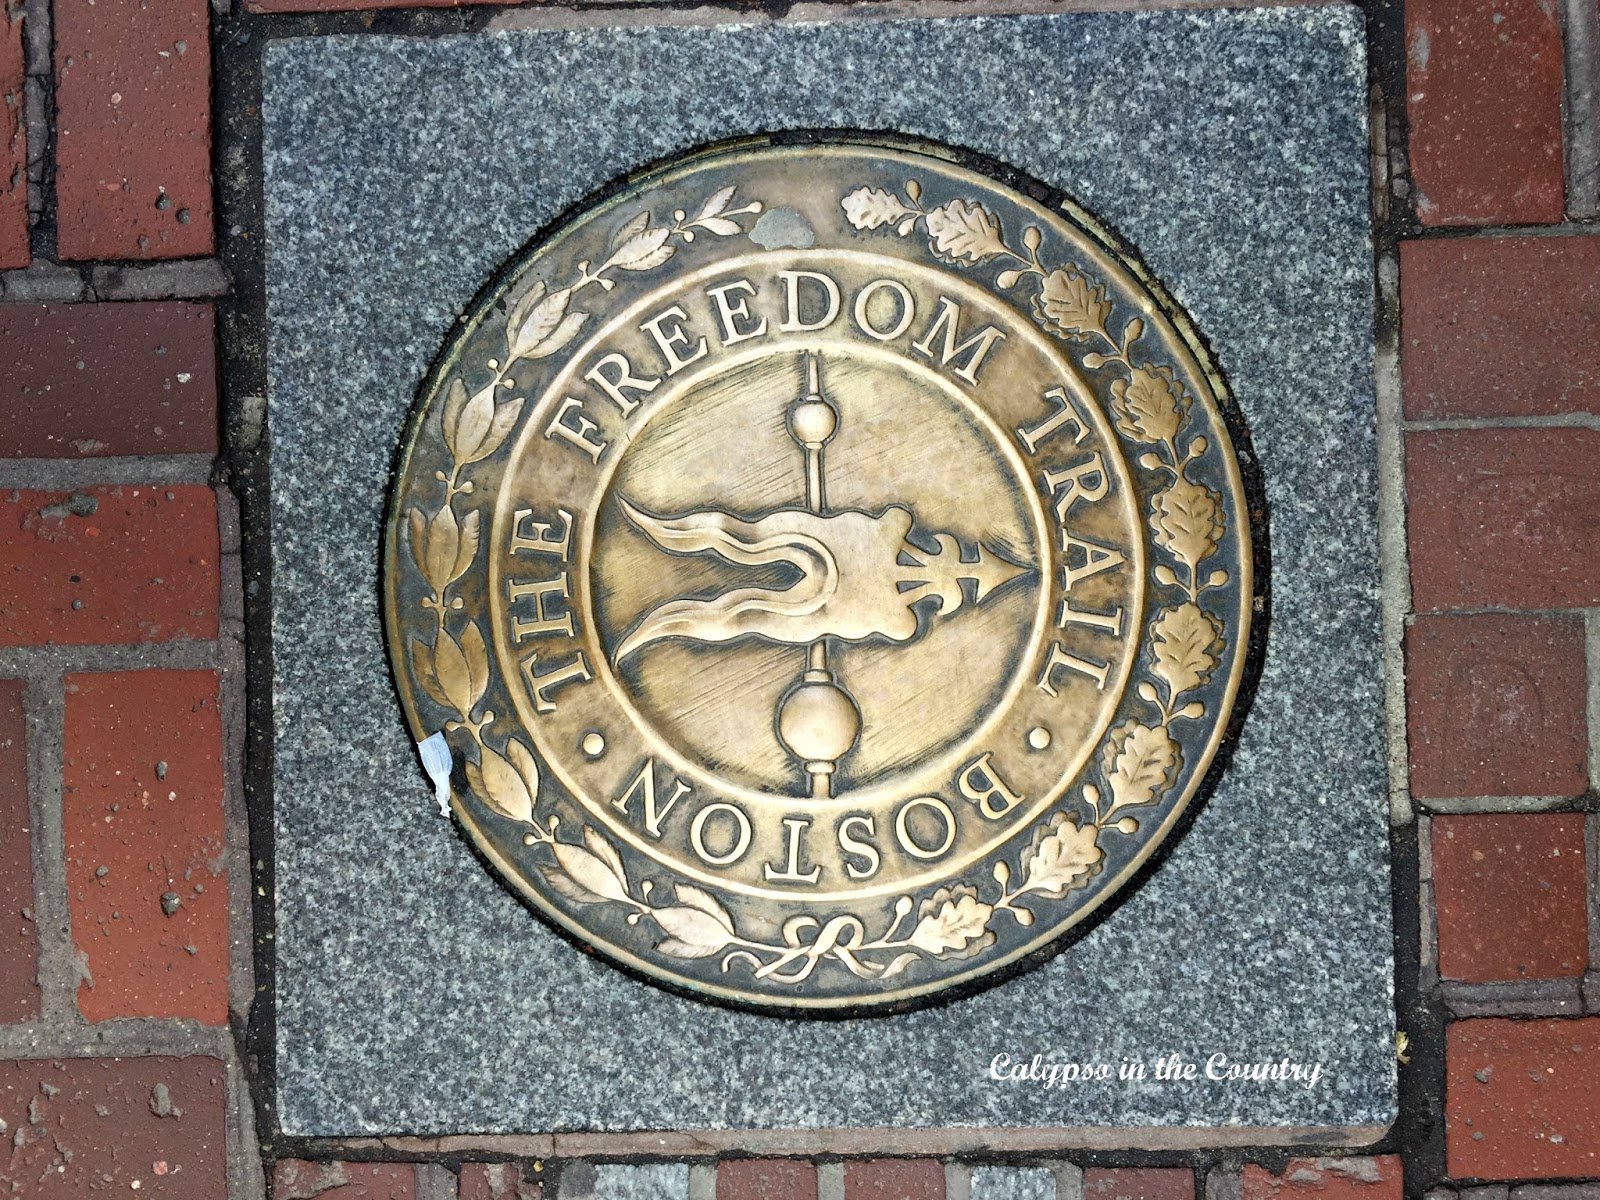 THE FREEDOM TRAIL
BOSTON
Calypso in the Country